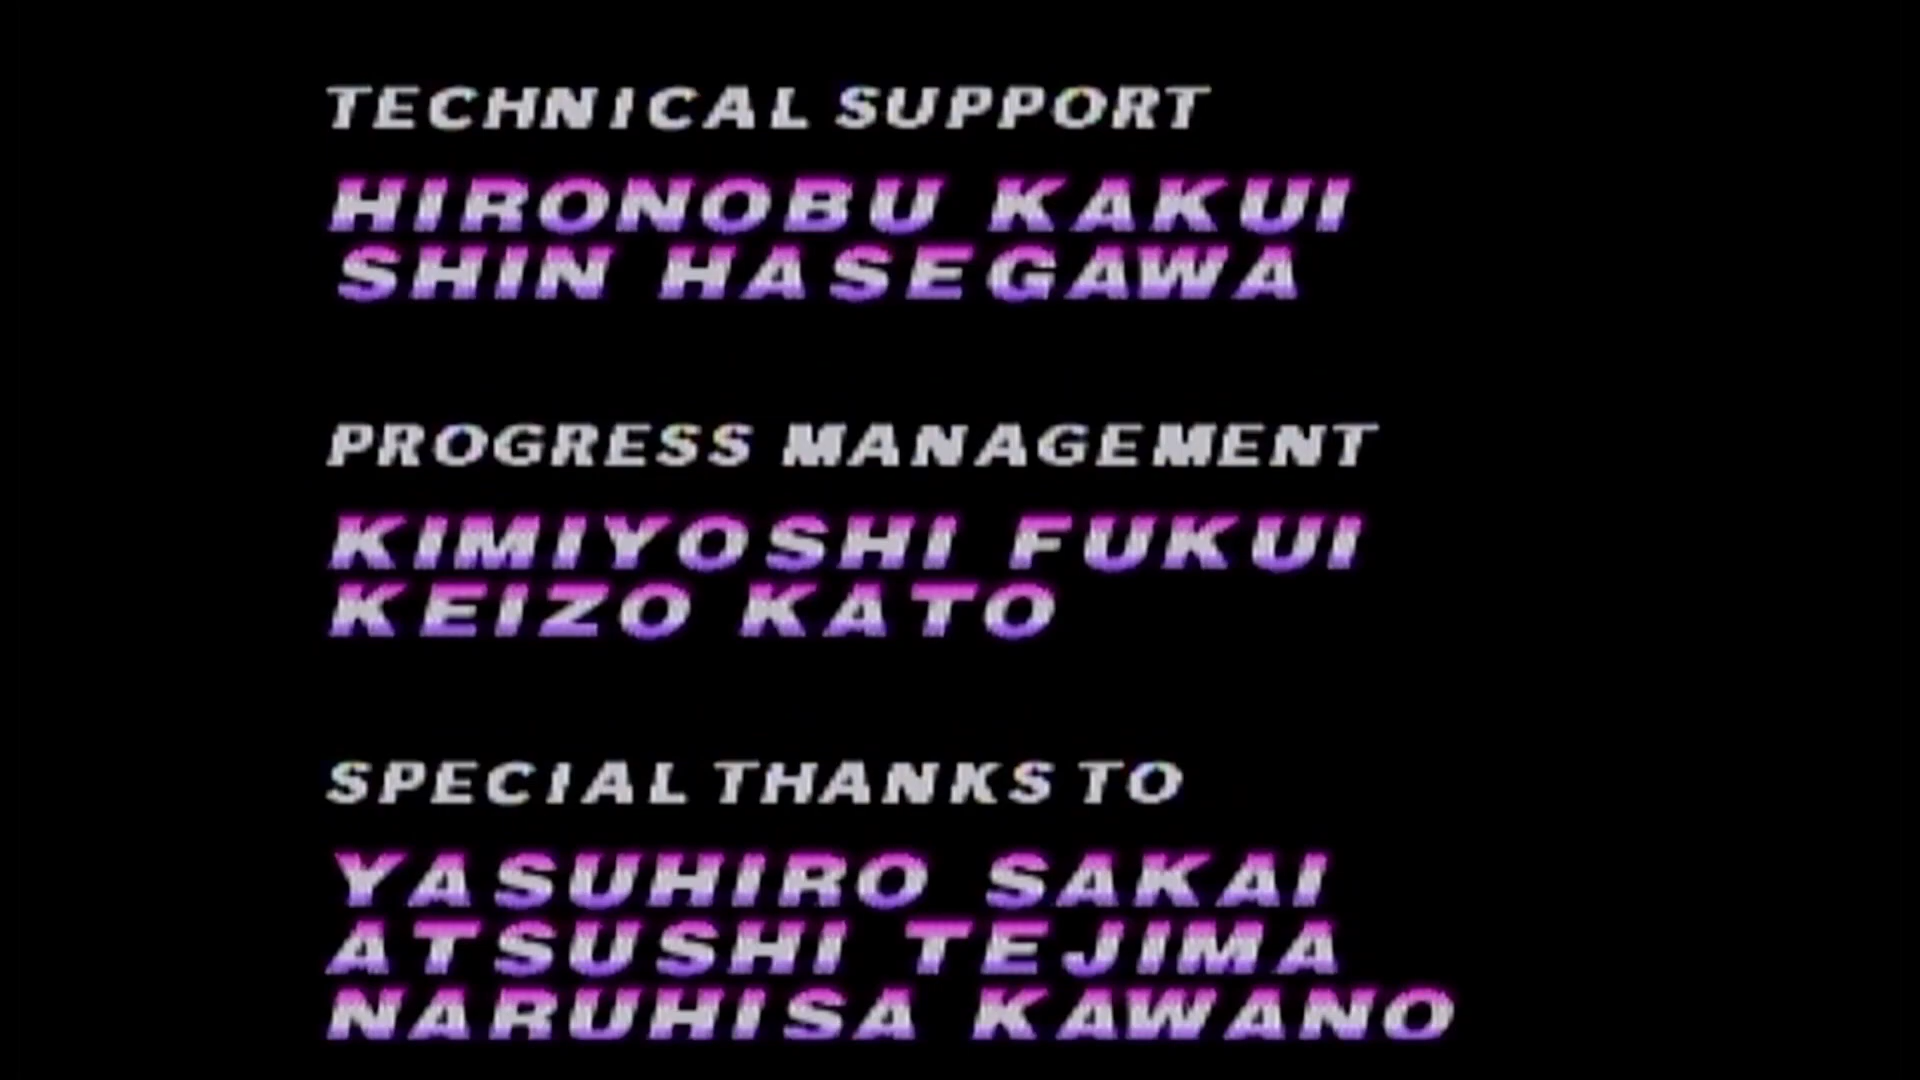 TECHNICAL SUPPORT
HIRONOBU KAKUI
SHIN HASEGAWA
PROGRESS MANAGEMENT
KIMIYOSHI FUKUI
KEIZO KATO
SPECIAL THANKS TO
YASUHIRO SAKAI
ATSUSHI TEJIMA
NARUHISA KAWANO